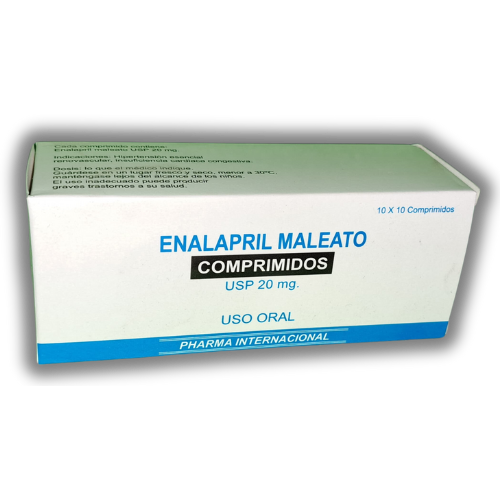 Cada comprimido contiene:
Enalapril maleato USP 20 mg.
Indicaciones: Hipertensión esencial
renovascular, insuficiencia cardiaca congestiva.
Dosis: lo que el médico indique.
Guárdese en un lugar fresco y seco, menor a 30°C.
manténgase lejos del alcance de los niños
El uso inadecuado puede producir
graves trastornos a su salud.
10 X 10 Comprimidos
ENALAPRIL MALEATO
COMPRIMIDOS
USP 20 mg.
USO ORAL
PHARMA INTERNACIONAL